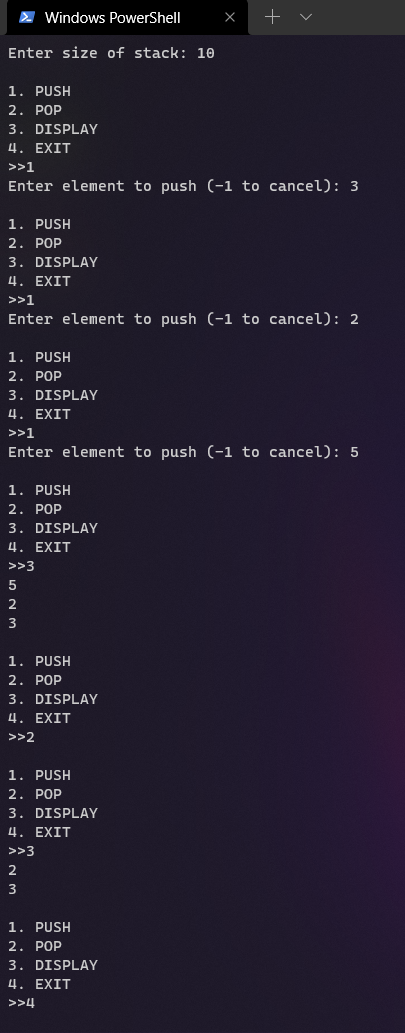 Windows PowerShell
Enter size of stack: 10
1. PUSH
2. POP
3. DISPLAY
4. EXIT
>>1
Enter element to push (-1 to cancel): 3
1. PUSH
2. POP
3. DISPLAY
4. EXIT
>>1
Enter element to push (-1 to cancel): 2
1. PUSH
2. POP
3. DISPLAY
4. EXIT
>>1
Enter element to push (-1 to cancel): 5
1. PUSH
2. POP
3. DISPLAY
4. EXIT
>>3
5
2
3
1. PUSH
2. POP
3. DISPLAY
4. EXIT
>>2
1. PUSH
2. POP
3. DISPLAY
4. EXIT
>>3
2
3
1. PUSH
2. POP
3. DISPLAY
4. EXIT
>>4